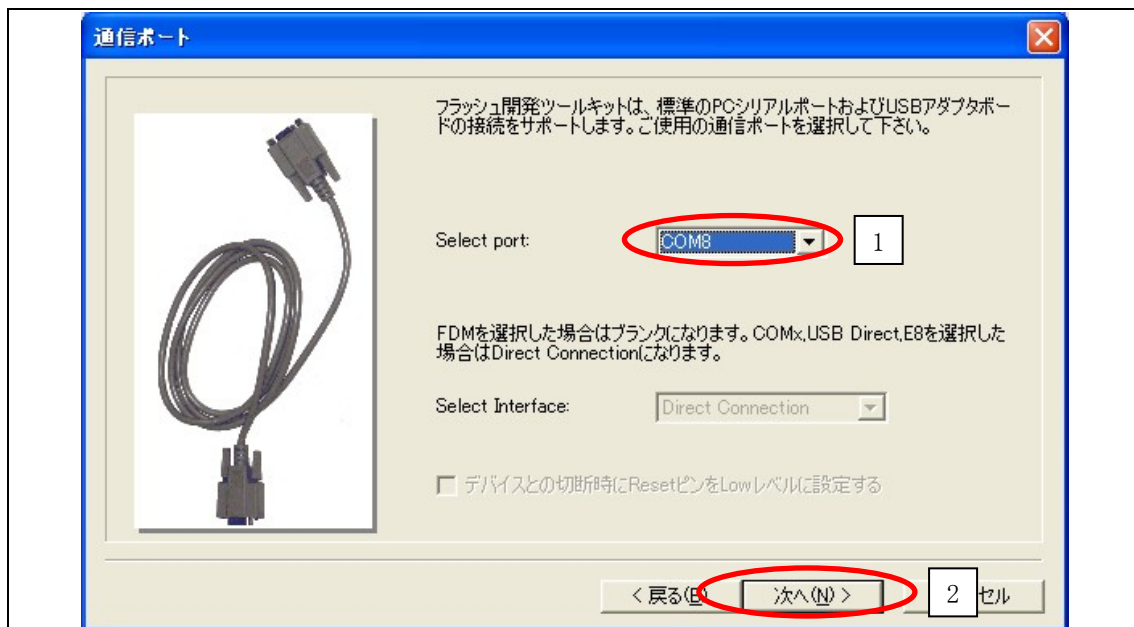 通信ポート
フラッシュ開発ツールキットは、標準のPCシリアルポートおよびUSBアダプタボー
ドの接続をサポートします。ご使用の通信ポートを選択して下さい。
Select port: COM8 1
FDMを選択した場合はブランクになります。COMx,USB Direct,E8を選択した
場合はDirect Connectionになります。
Select Interface: Direct Connection
デバイスとの切断時にResetピンをLowレベルに設定する
< 戻る(B) 次へ(N) > 2 セル